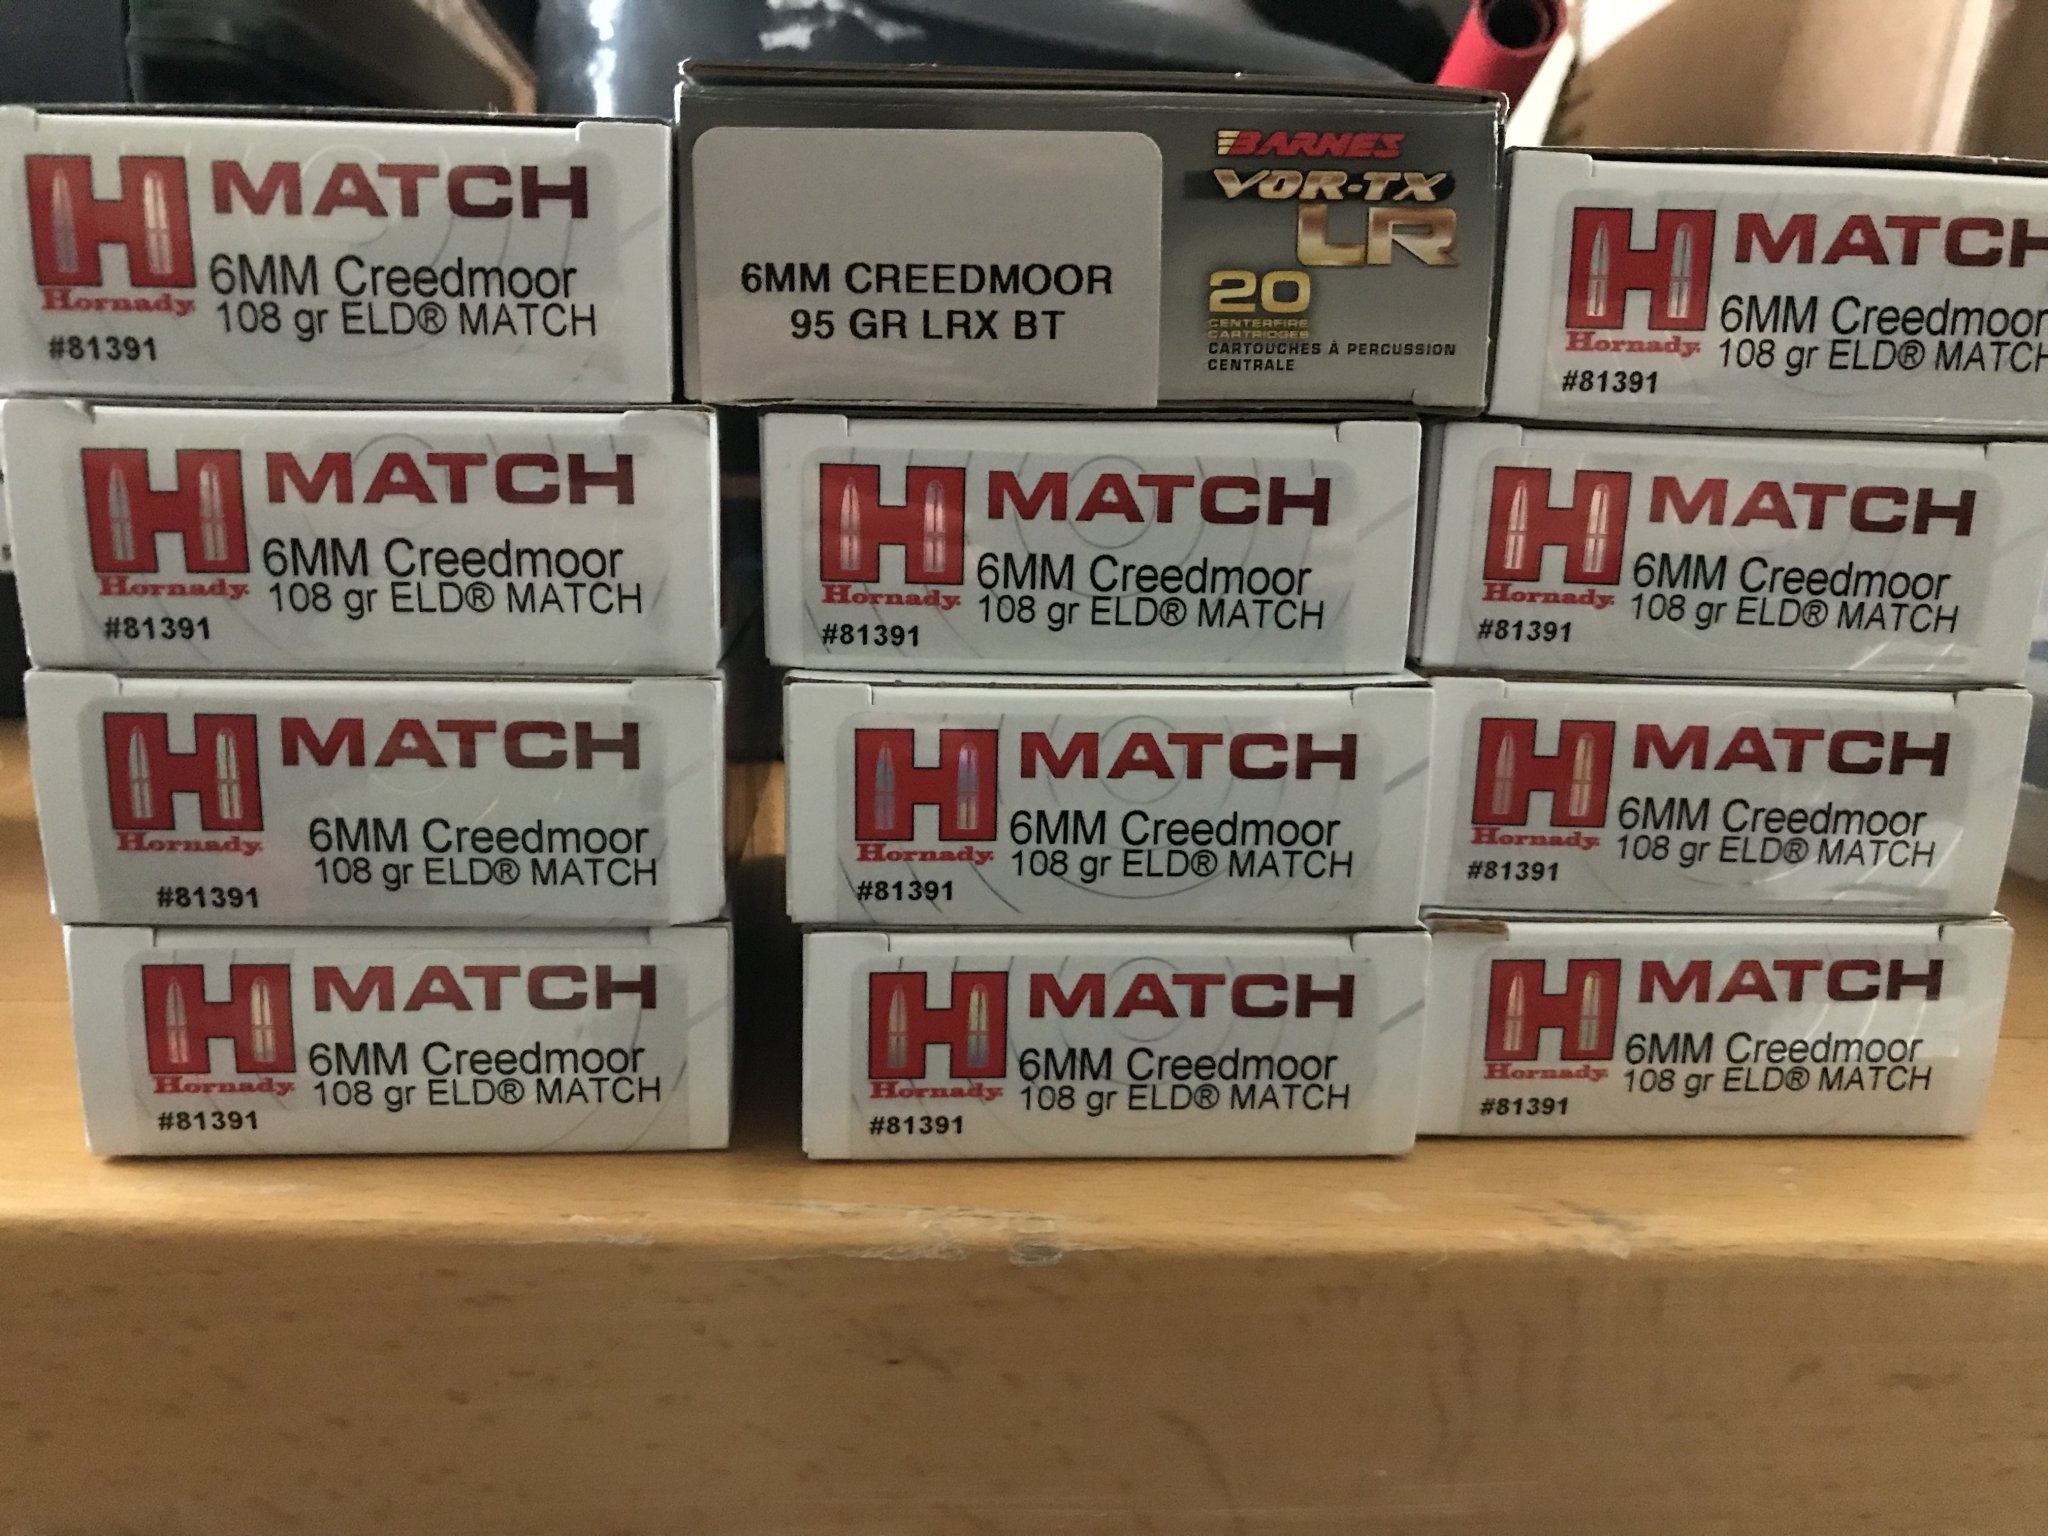 MATCH
6MM Creedmoor
108 gr ELD® MATCH
Hornady
#81391
6MM CREEDMOOR
95 GR LRX BT
BARNES
VOR-TX
LR
20
CENTERFIRE
CARTRIDGES
CARTOUCHES À PERCUSSION
CENTRALE
MATCH
6MM Creedmoor
108 gr ELD® MATCH
Hornady
#81391
MATCH
6MM Creedmoor
108 gr ELD® MATCH
Hornady
#81391
MATCH
6MM Creedmoor
108 gr ELD® MATCH
Hornady
#81391
MATCH
6MM Creedmoor
108 gr ELD® MATCH
Hornady
#81391
MATCH
6MM Creedmoor
108 gr ELD® MATCH
Hornady
#81391
MATCH
6MM Creedmoor
108 gr ELD® MATCH
Hornady
#81391
MATCH
6MM Creedmoor
108 gr ELD® MATCH
Hornady
#81391
MATCH
6MM Creedmoor
108 gr ELD® MATCH
Hornady
#81391
MATCH
6MM Creedmoor
108 gr ELD® MATCH
Hornady
#81391
MATCH
6MM Creedmoor
108 gr ELD® MATCH
Hornady
#81391